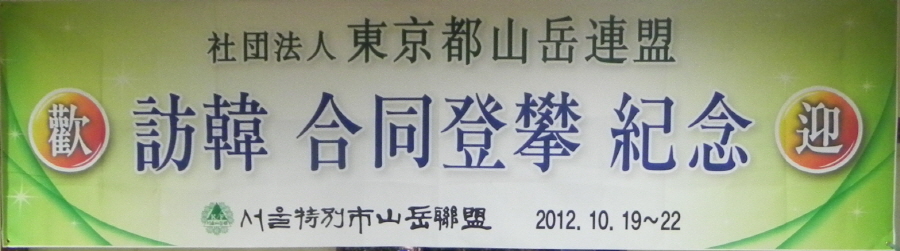 社団法人 東京都山岳連盟
歡 訪韓 合同登攀 紀念 迎
서울特別市山岳聯盟 2012. 10. 19~22